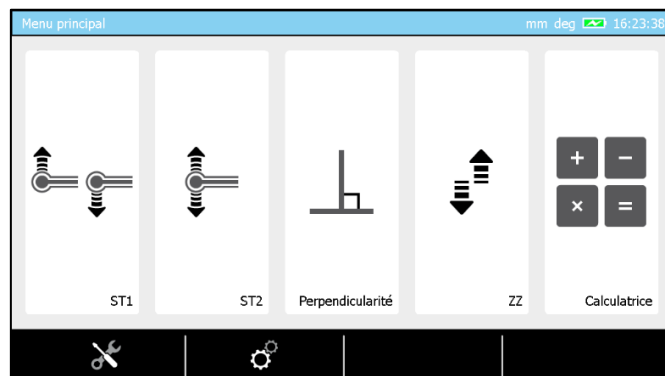 Menu principal mm deg 16:23:38
ST1 ST2 Perpendicularité ZZ Calculatrice